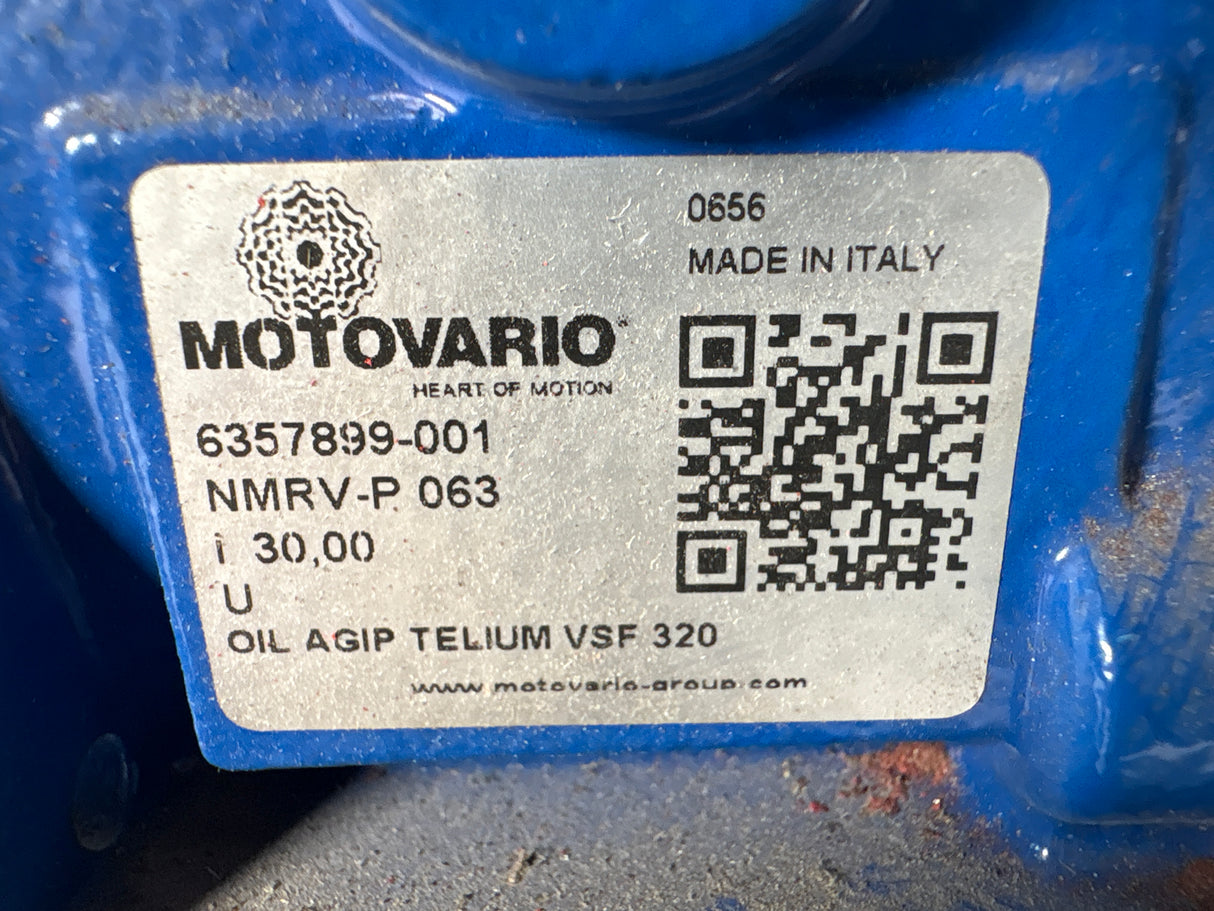 0656
MADE IN ITALY
MOTOVARIO
HEART OF MOTION
6357899-001
NMRV-P 063
i 30,00
U
OIL AGIP TELIUM VSF 320
www.motovario-group.com